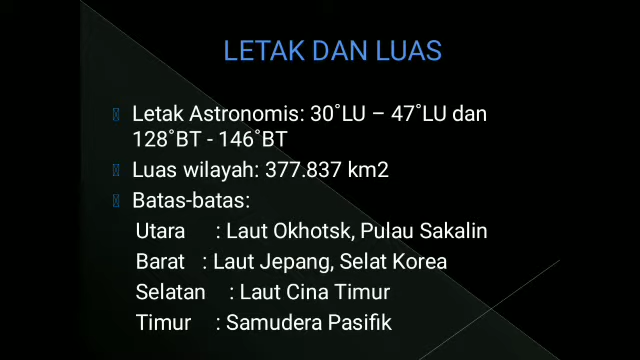 LETAK DAN LUAS
Letak Astronomis: 30˚LU – 47˚LU dan
128˚BT - 146˚BT
Luas wilayah: 377.837 km2
Batas-batas:
Utara : Laut Okhotsk, Pulau Sakalin
Barat : Laut Jepang, Selat Korea
Selatan : Laut Cina Timur
Timur : Samudera Pasifik